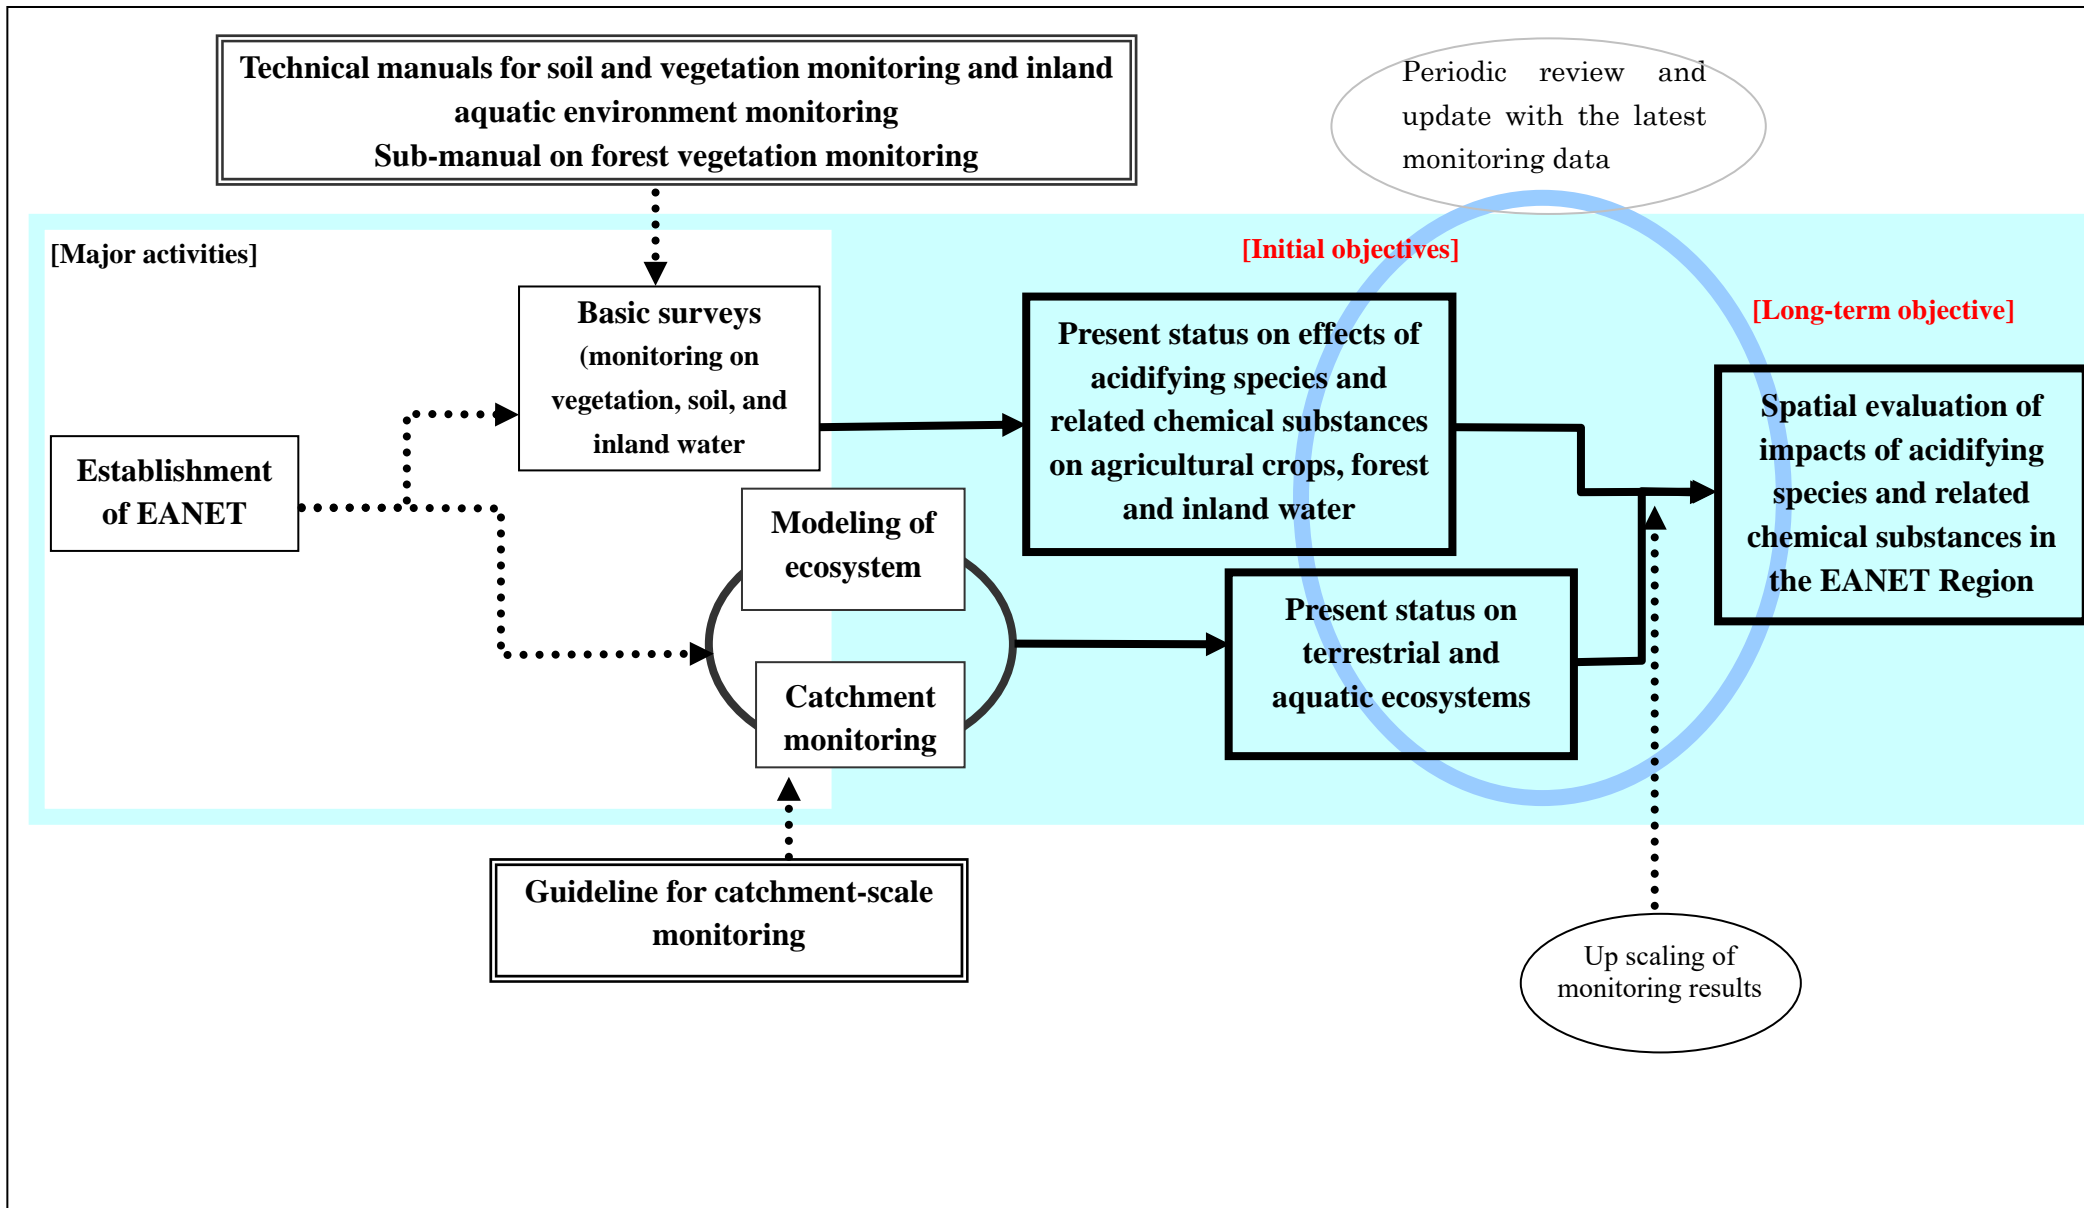 Technical manuals for soil and vegetation monitoring and inland
aquatic environment monitoring
Sub-manual on forest vegetation monitoring
Periodic review and
update with the latest
monitoring data
[Major activities]
[Initial objectives]
[Long-term objective]
Basic surveys
(monitoring on
vegetation, soil, and
inland water
Establishment
of EANET
Modeling of
ecosystem
Catchment
monitoring
Present status on effects of
acidifying species and
related chemical substances
on agricultural crops, forest
and inland water
Present status on
terrestrial and
aquatic ecosystems
Spatial evaluation of
impacts of acidifying
species and related
chemical substances in
the EANET Region
Guideline for catchment-scale
monitoring
Up scaling of
monitoring results